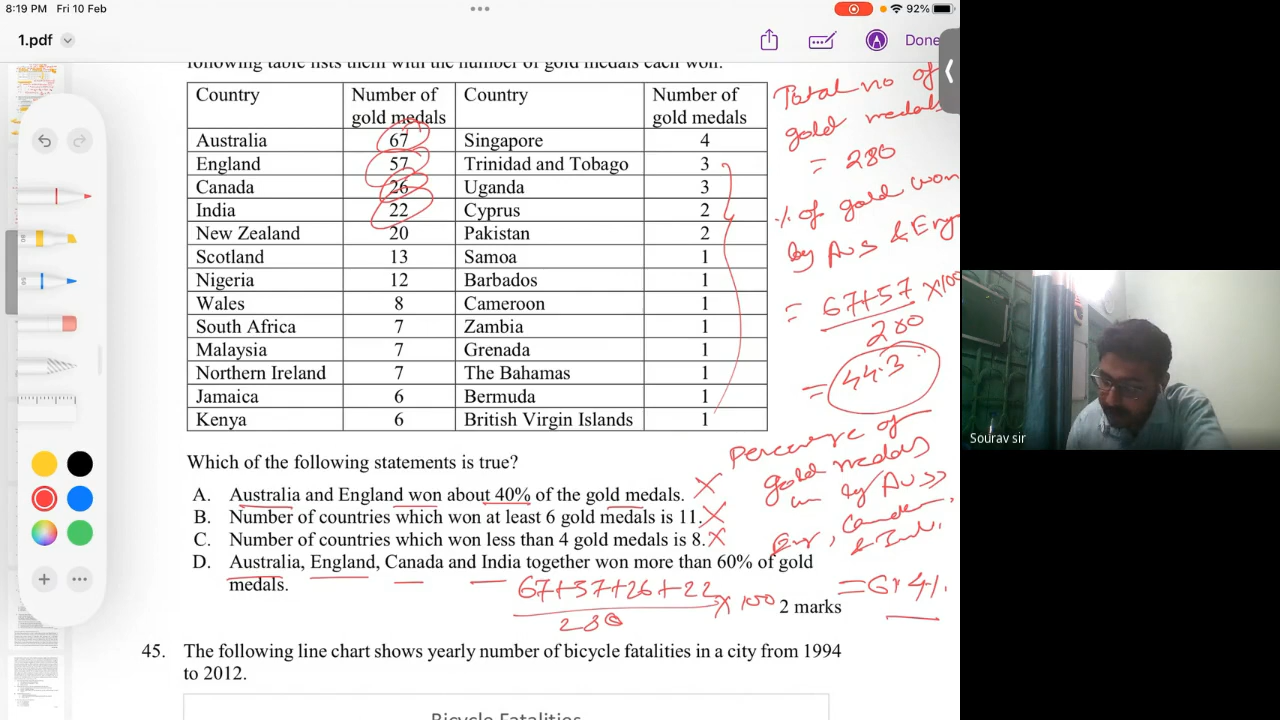 8:19 PM Fri 10 Feb
92%
1.pdf
Done
following table lists them with the number of gold medals each won.
Country Number of gold medals Country Number of gold medals
Australia 67 Singapore 4
England 57 Trinidad and Tobago 3
Canada 26 Uganda 3
India 22 Cyprus 2
New Zealand 20 Pakistan 2
Scotland 13 Samoa 1
Nigeria 12 Barbados 1
Wales 8 Cameroon 1
South Africa 7 Zambia 1
Malaysia 7 Grenada 1
Northern Ireland 7 The Bahamas 1
Jamaica 6 Bermuda 1
Kenya 6 British Virgin Islands 1
Which of the following statements is true?
A. Australia and England won about 40% of the gold medals. X
B. Number of countries which won at least 6 gold medals is 11. X
C. Number of countries which won less than 4 gold medals is 8. X
D. Australia, England, Canada and India together won more than 60% of gold
medals.
67+57+26+22 × 100
280
2 marks
45. The following line chart shows yearly number of bicycle fatalities in a city from 1994
to 2012.
Bicycle Fatalities
Total no of
gold medals
= 280
% of gold won
by Aus & Eng
= 67+57 ×100
280
= 44.3
of
gold medals
by Aus
Eng,
&
Sourav sir